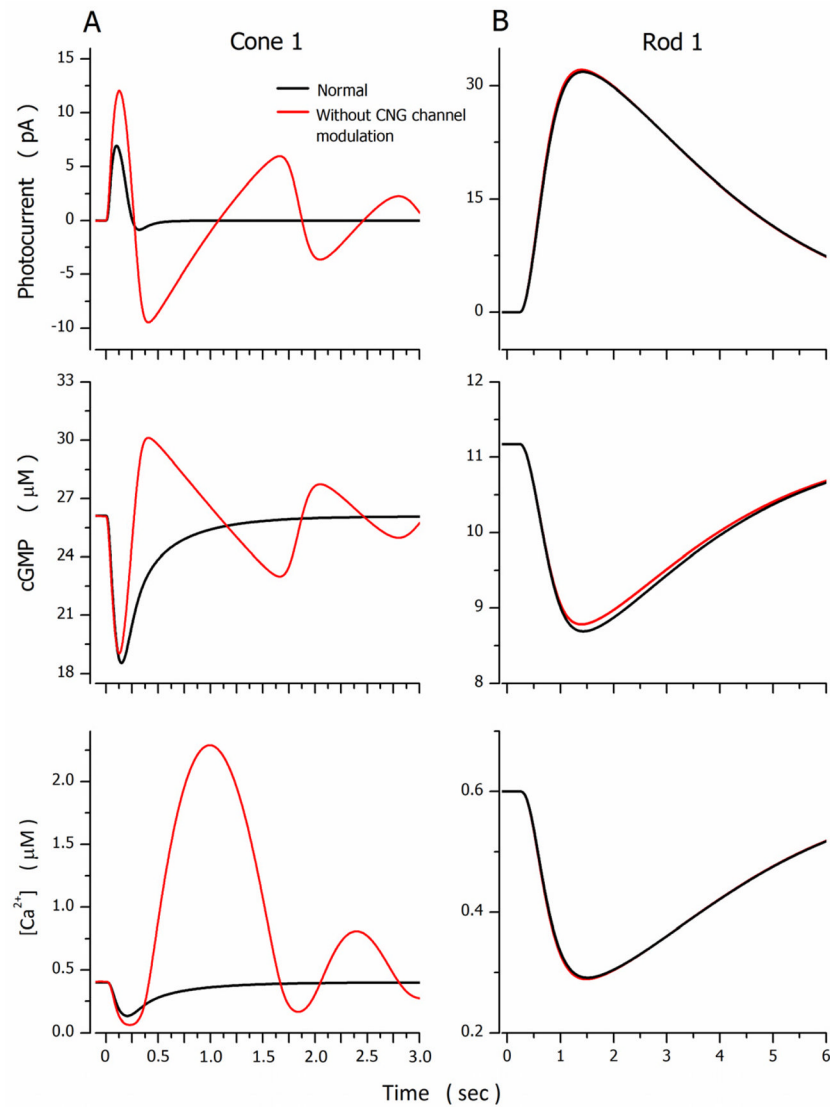 A
Cone 1
B
Rod 1
Normal
Without CNG channel
modulation
Photocurrent ( pA )
15
10
5
0
-5
-10
30
15
0
cGMP ( μM )
33
30
27
24
21
18
12
11
10
9
8
[Ca2+] ( μM )
2.0
1.5
1.0
0.5
0.0
0.6
0.4
0.2
0 0.5 1.0 1.5 2.0 2.5 3.0
0 1 2 3 4 5 6
Time ( sec )